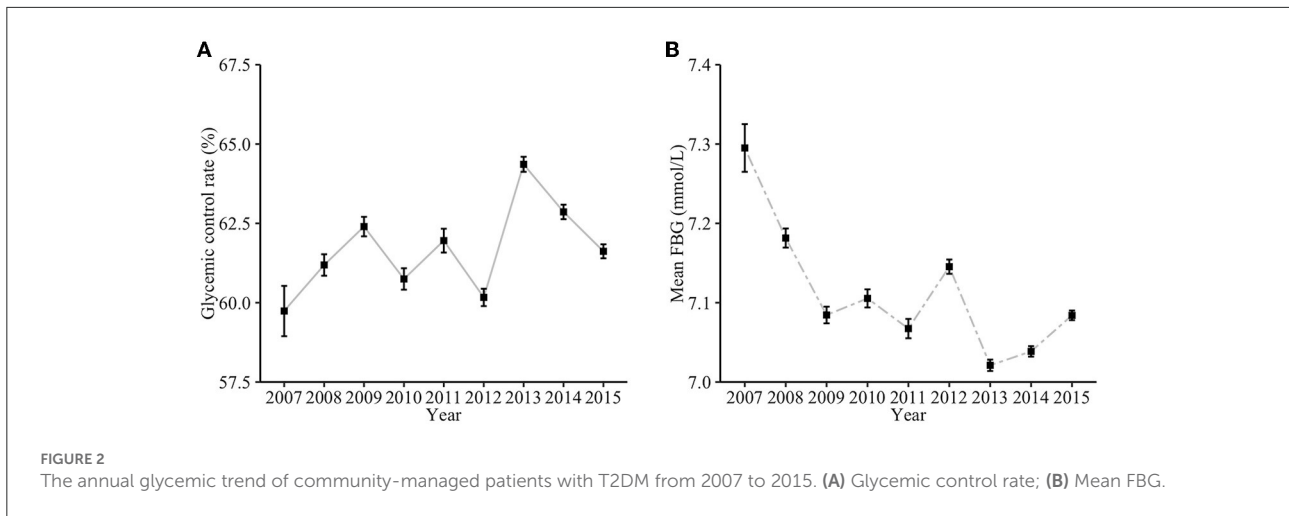 A
67.5
65.0
62.5
60.0
57.5
Glycemic control rate (%)
2007 2008 2009 2010 2011 2012 2013 2014 2015
Year
B
7.4
7.3
7.2
7.1
7.0
Mean FBG (mmol/L)
2007 2008 2009 2010 2011 2012 2013 2014 2015
Year
FIGURE 2
The annual glycemic trend of community-managed patients with T2DM from 2007 to 2015. (A) Glycemic control rate; (B) Mean FBG.